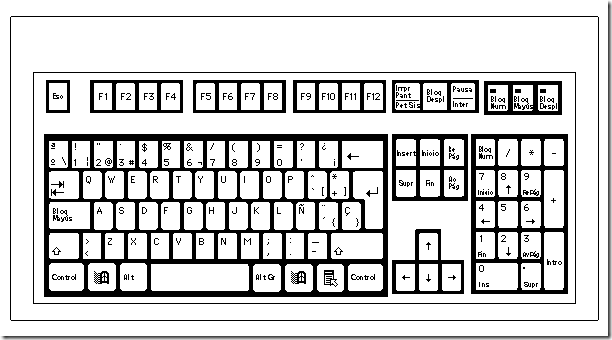 Esc F1 F2 F3 F4 F5 F6 F7 F8 F9 F10 F11 F12 Impr Pant PetSis Bloq Despl Pausa Inter Bloq Num Bloq Mayús Bloq Despl
ª º \ ! 1 | " 2 @ · 3 # $ 4 % 5 & 6 ¬ / 7 ( 8 ) 9 = 0 ? ' ¿ ¡ ← Insert Inicio Re Pág Bloq Num / * -
Q W E R T Y U I O P ^ ` [ * + ] Supr Fin Av Pág 7 Inicio 8 ↑ 9 RePág +
Bloq Mayús A S D F G H J K L Ñ ¨ ´ { Ç } 4 ← 5 6 →
> < Z X C V B N M ; , : . _ - ↑ 1 Fin 2 ↓ 3 AvPág Intro
Control Alt Alt Gr Control ← ↓ → 0 Ins . Supr